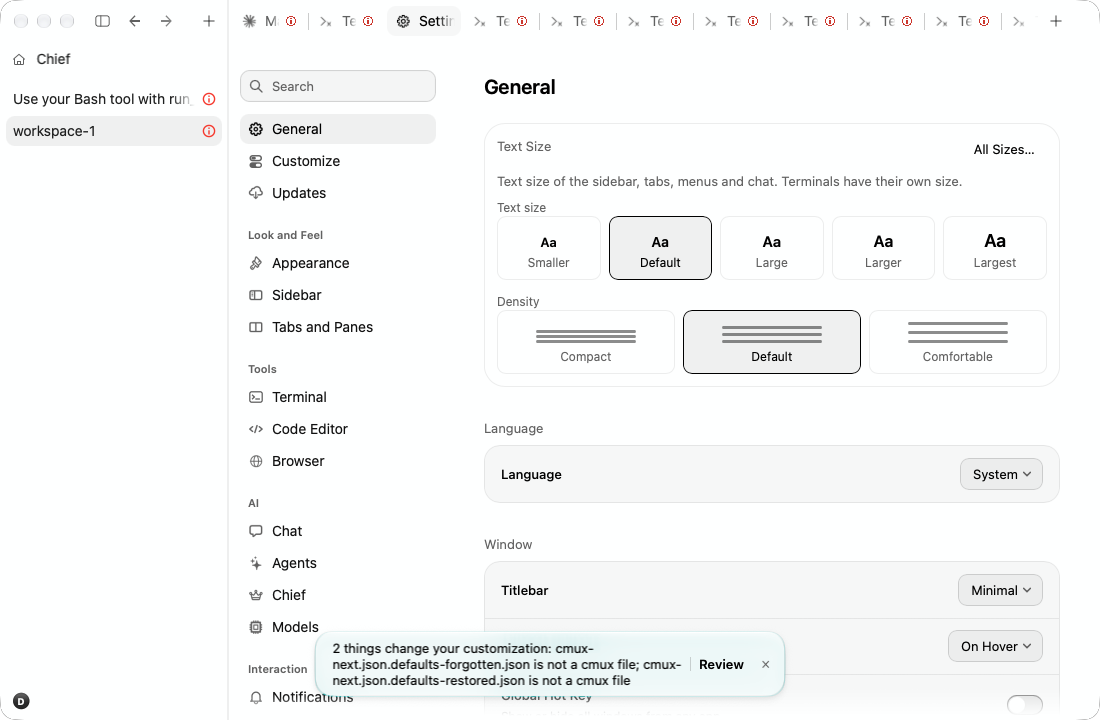 Settin
Chief
Use your Bash tool with run_
workspace-1
Search
General
Customize
Updates
Look and Feel
Appearance
Sidebar
Tabs and Panes
Tools
Terminal
Code Editor
Browser
AI
Chat
Agents
Chief
Models
Interaction
Notifications
D
General
Text Size
All Sizes...
Text size of the sidebar, tabs, menus and chat. Terminals have their own size.
Text size
Aa Aa Aa Aa Aa
Smaller Default Large Larger Largest
Density
Compact Default Comfortable
Language
Language
System
Window
Titlebar
Minimal
On Hover
Global Hot Key
2 things change your customization: cmux-
next.json.defaults-forgotten.json is not a cmux file; cmux-
next.json.defaults-restored.json is not a cmux file
Review